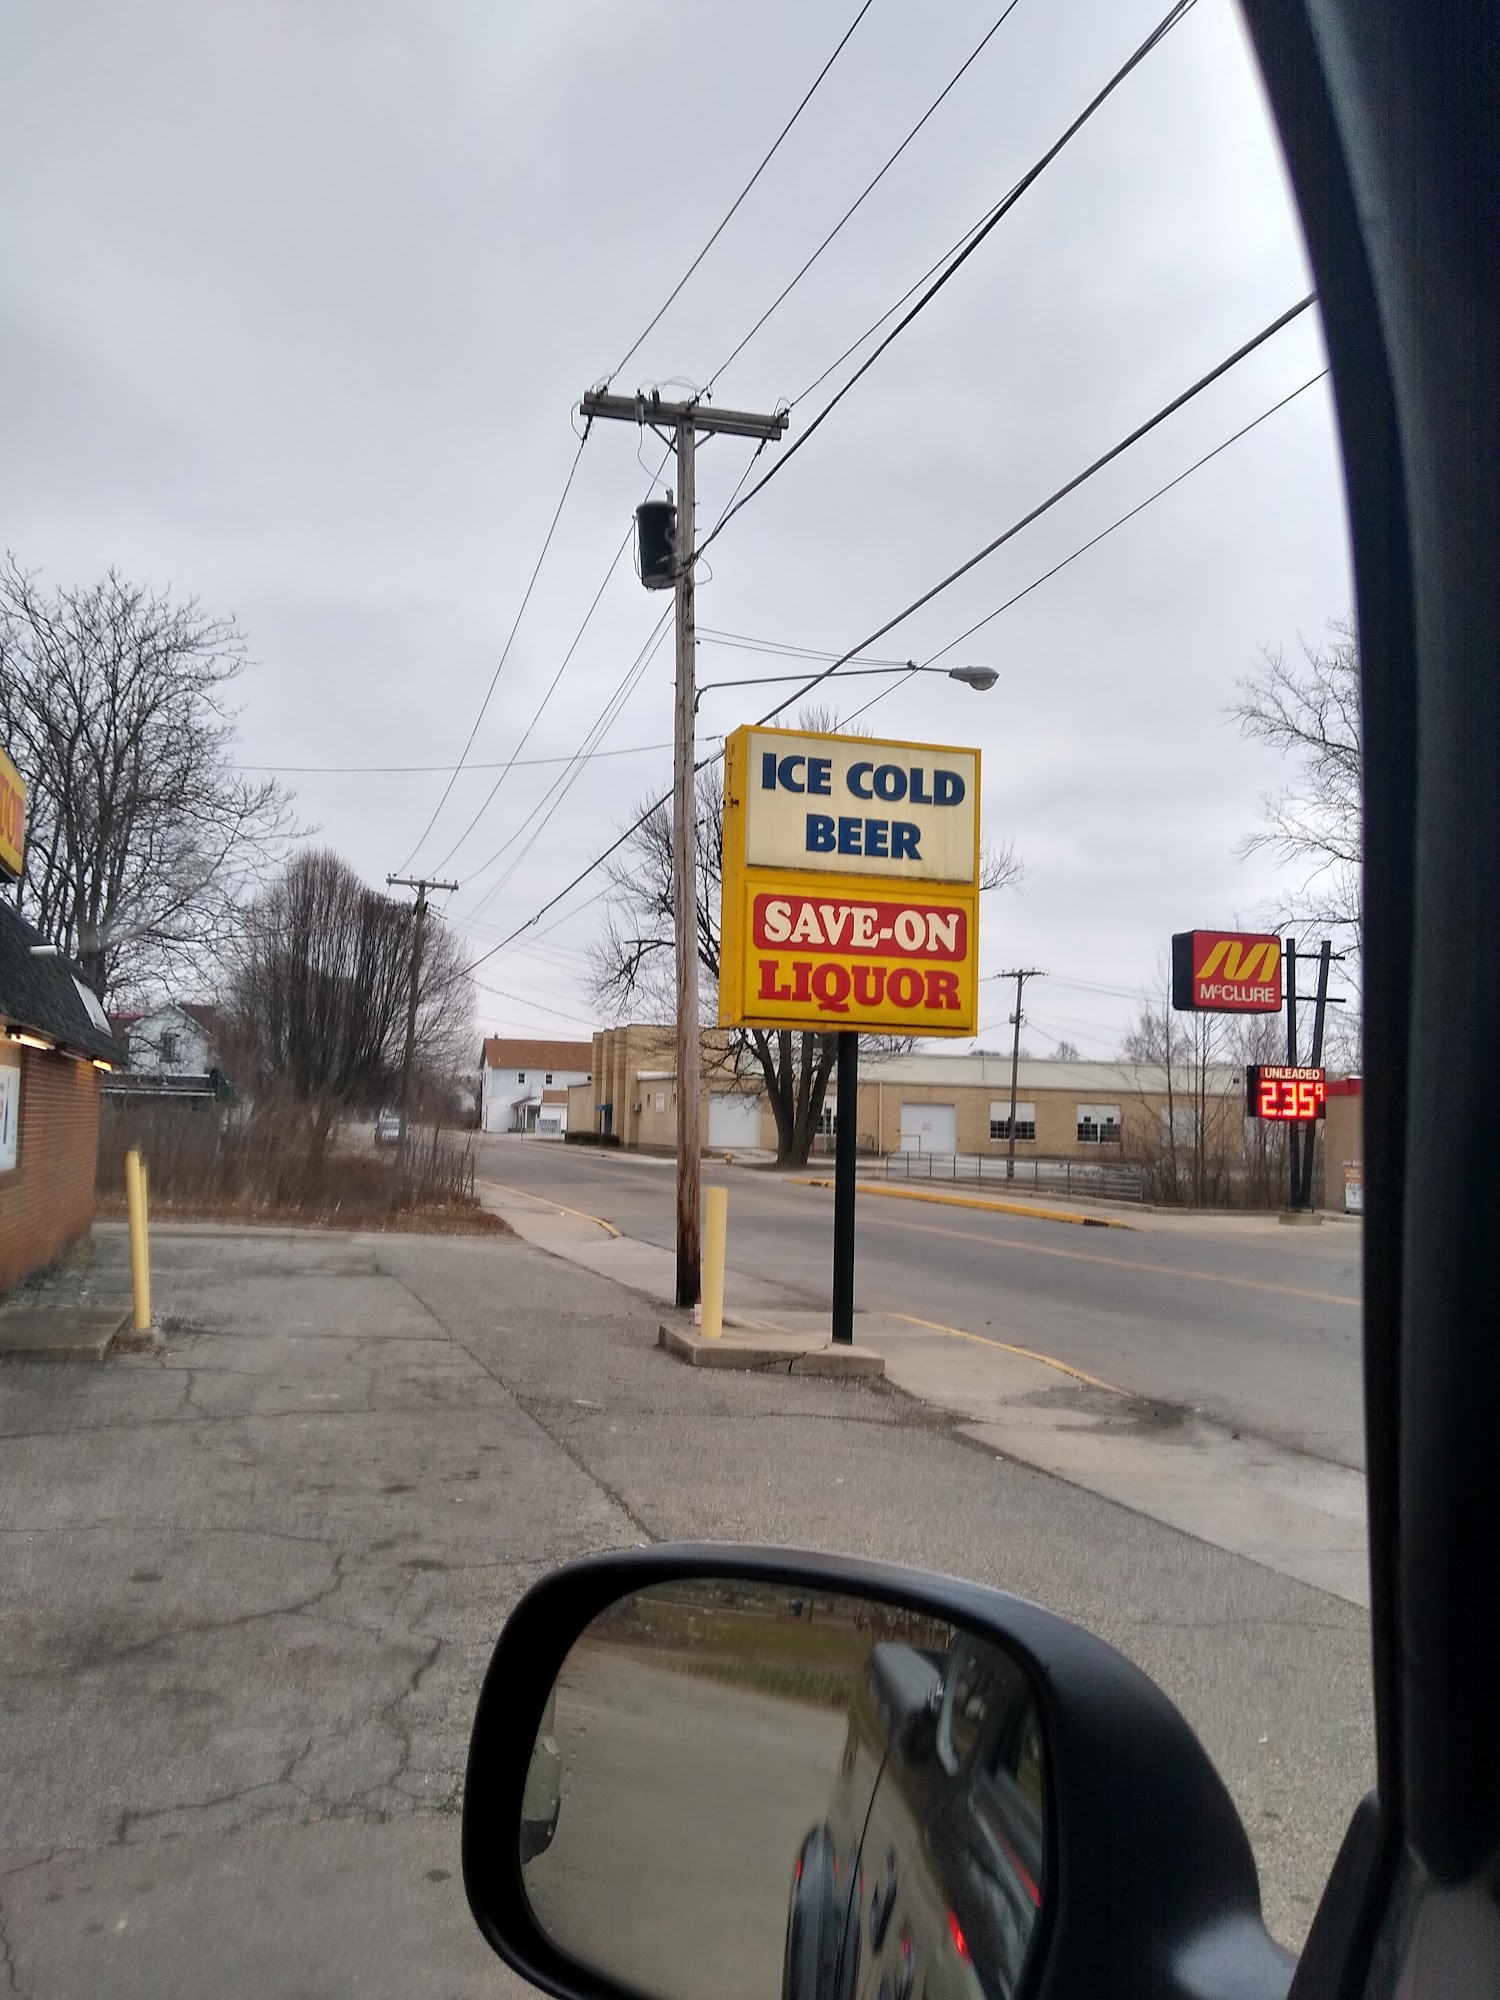 ICE COLD
BEER
SAVE-ON
LIQUOR
McCLURE
UNLEADED
2.35⁹